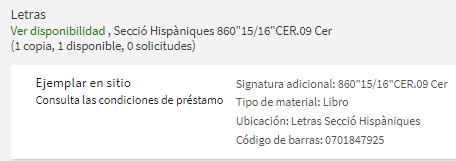 Letras
Ver disponibilidad , Secció Hispàniques 860"15/16"CER.09 Cer
(1 copia, 1 disponible, 0 solicitudes)
Ejemplar en sitio
Consulta las condiciones de préstamo
Signatura adicional: 860"15/16"CER.09 Cer
Tipo de material: Libro
Ubicación: Letras Secció Hispàniques
Código de barras: 0701847925